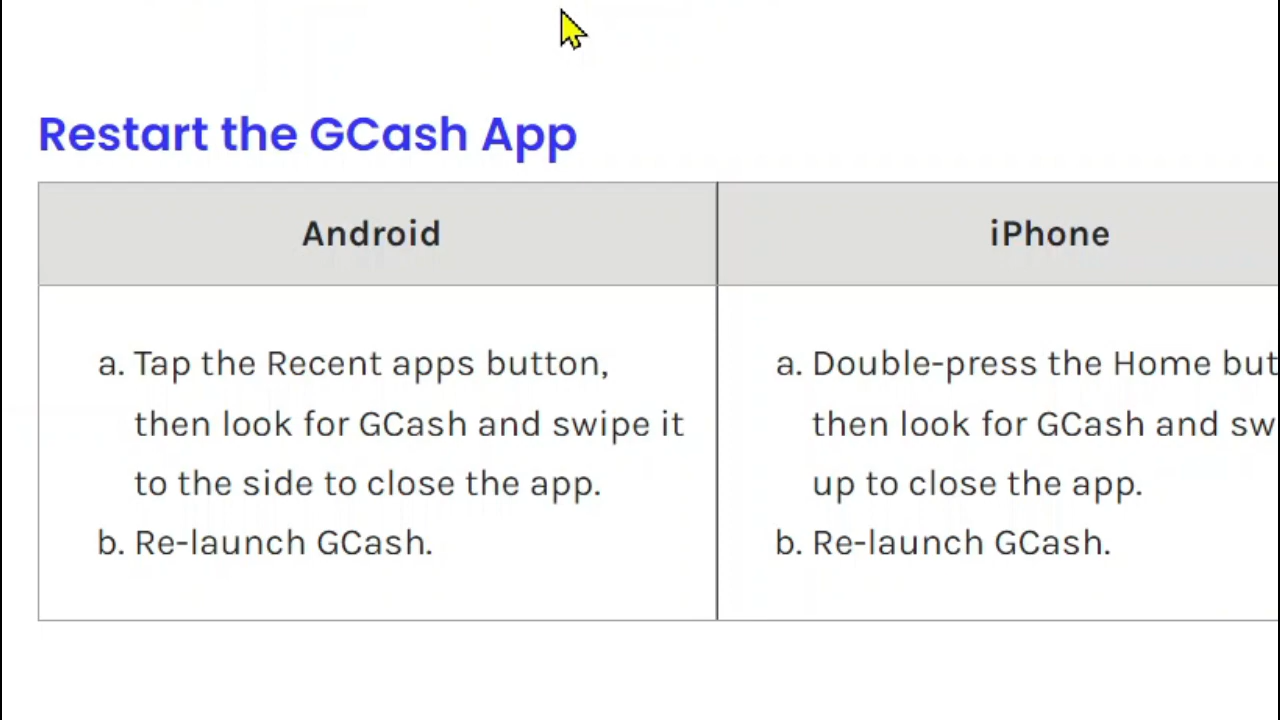 Restart the GCash App
Android
iPhone
a. Tap the Recent apps button,
then look for GCash and swipe it
to the side to close the app.
b. Re-launch GCash.
a. Double-press the Home
then look for GCash and
up to close the app.
b. Re-launch GCash.